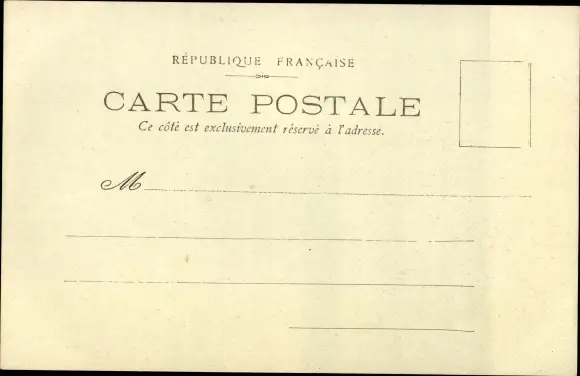 RÉPUBLIQUE FRANÇAISE
CARTE POSTALE
Ce côté est exclusivement réservé à l'adresse.
M